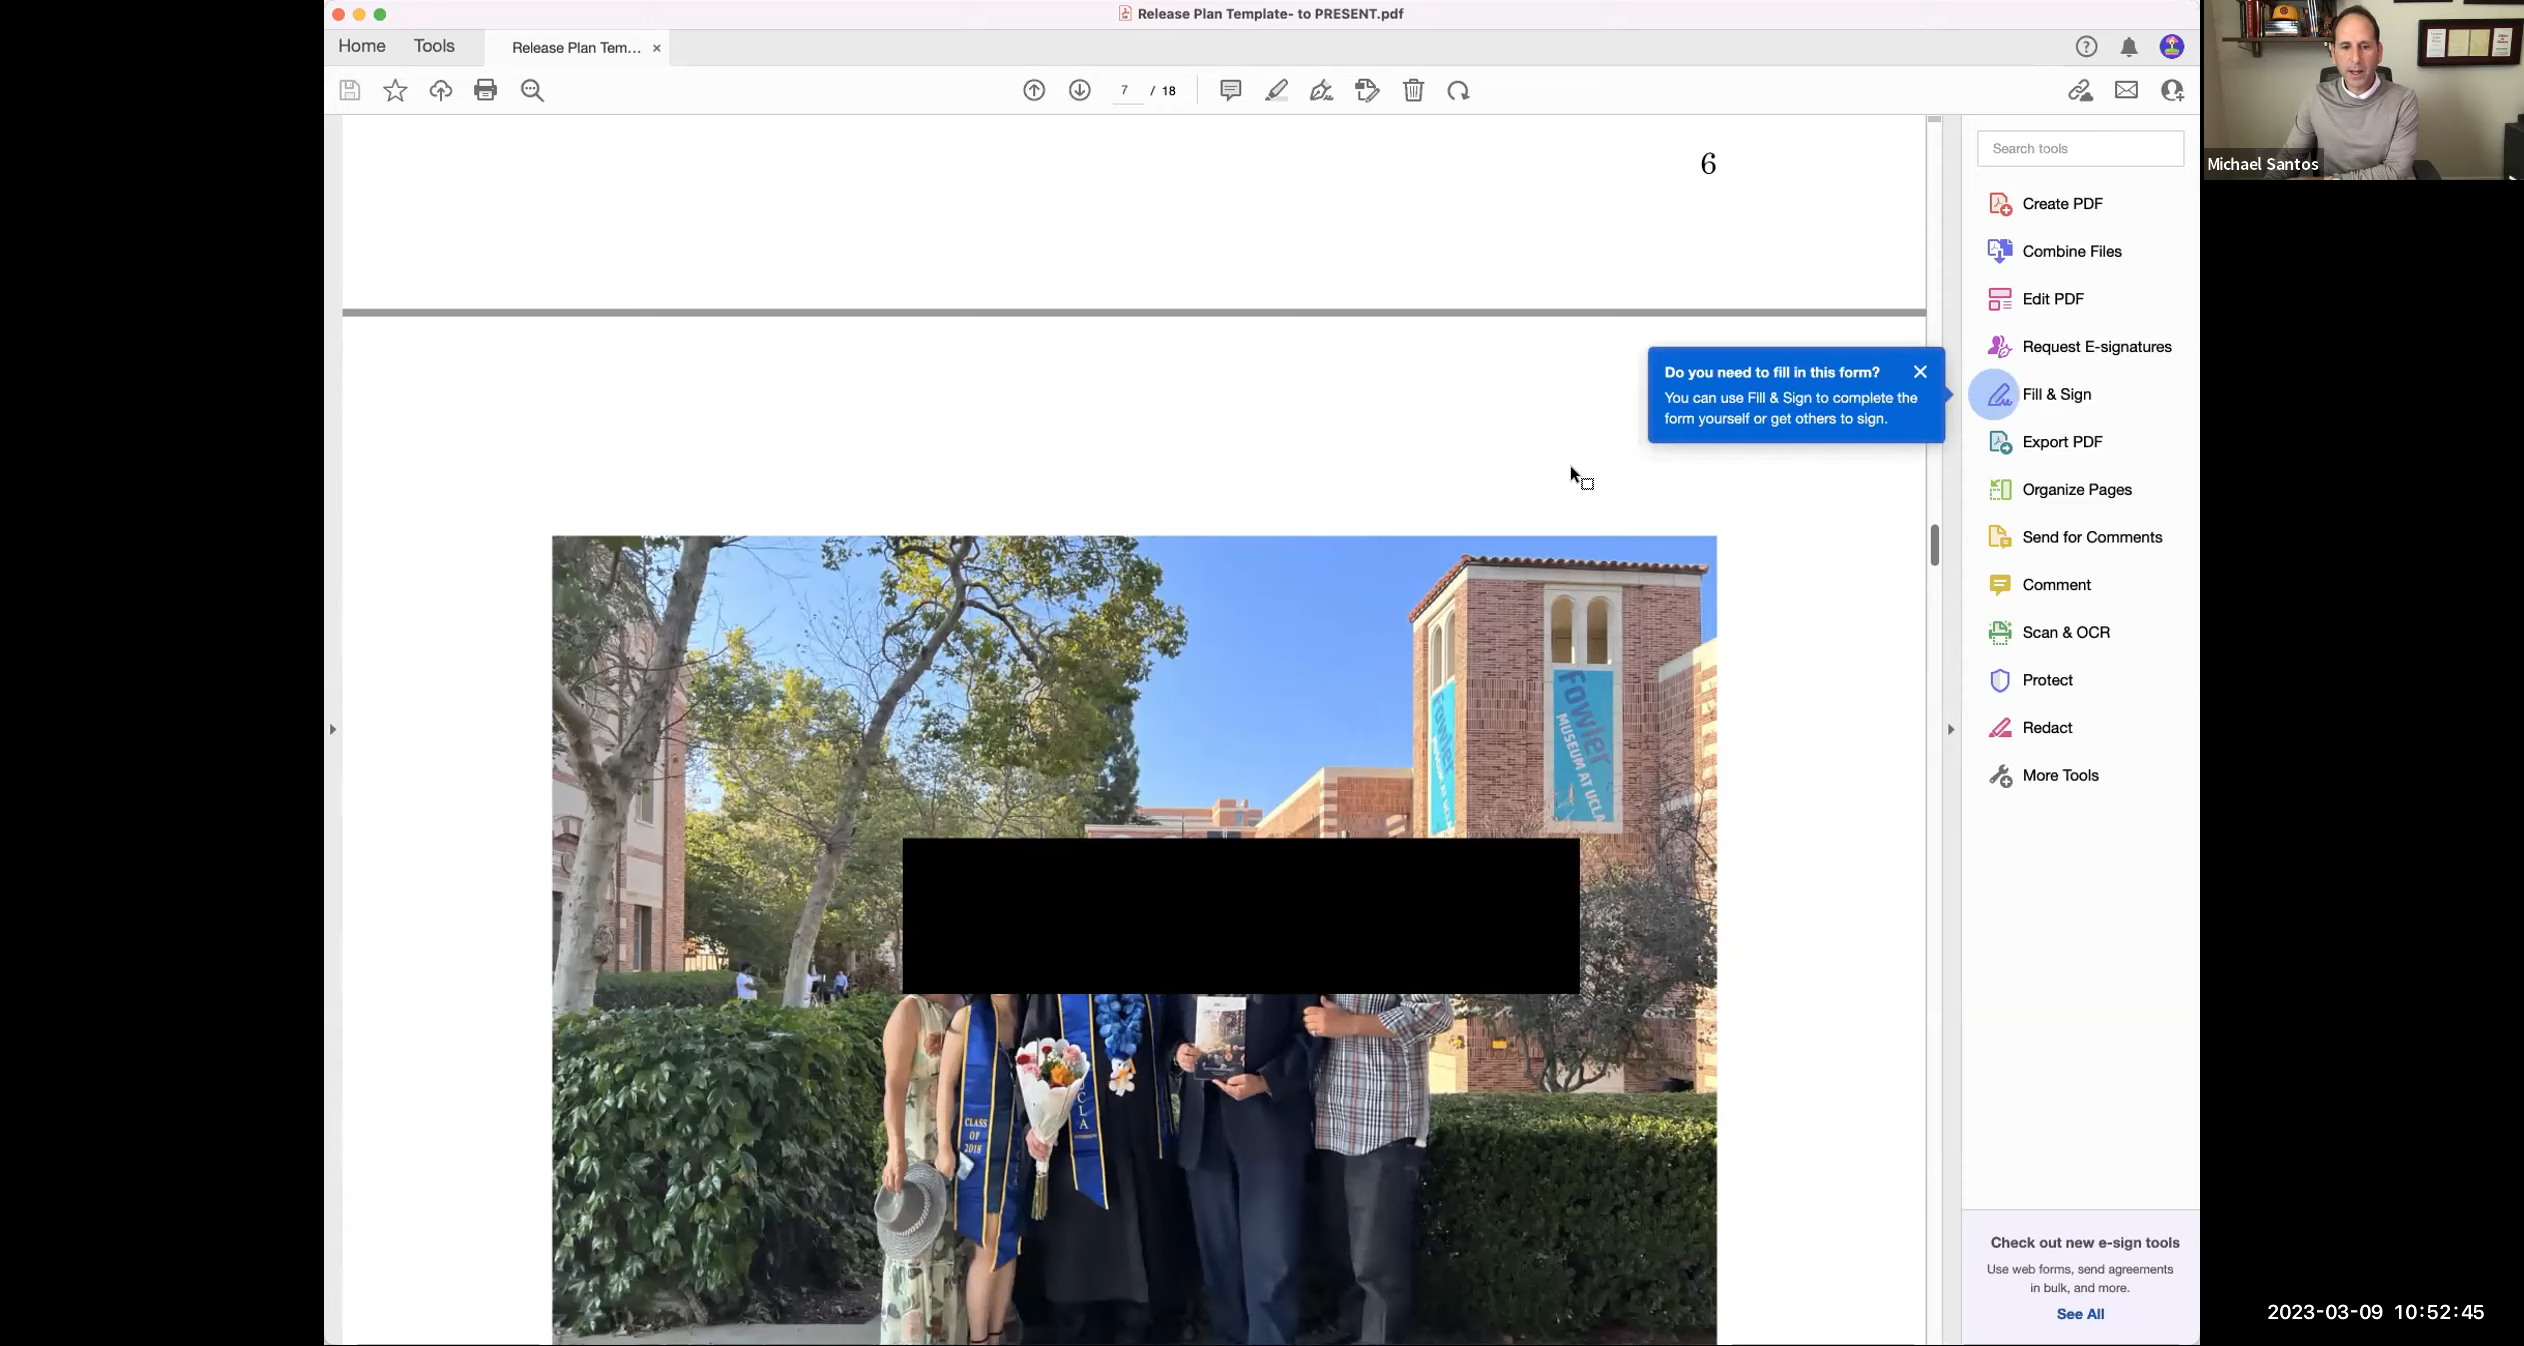 Release Plan Template- to PRESENT.pdf
Home
Tools
Release Plan Tem...
7 / 18
Michael Santos
6
Search tools
Create PDF
Combine Files
Edit PDF
Request E-signatures
Do you need to fill in this form?
You can use Fill & Sign to complete the
form yourself or get others to sign.
Fill & Sign
Export PDF
Organize Pages
Send for Comments
Comment
Scan & OCR
Protect
Redact
More Tools
Fowler
MUSEUM AT UCLA
Fowler
MUSEUM AT UCLA
CLASS
OF
2018
UCLA
Check out new e-sign tools
Use web forms, send agreements
in bulk, and more.
See All
2023-03-09 10:52:45